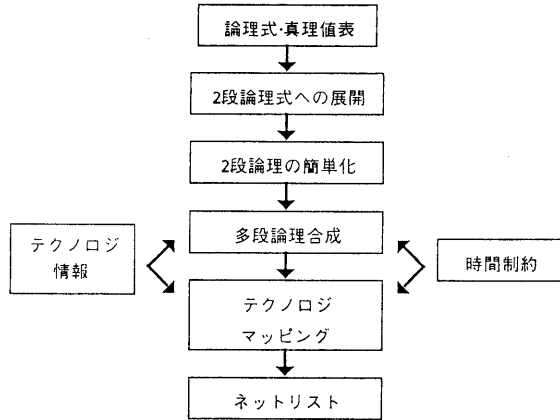 論理式·真理値表
2段論理式への展開
2段論理の簡単化
多段論理合成
テクノロジ
情報
時間制約
テクノロジ
マッピング
ネットリスト